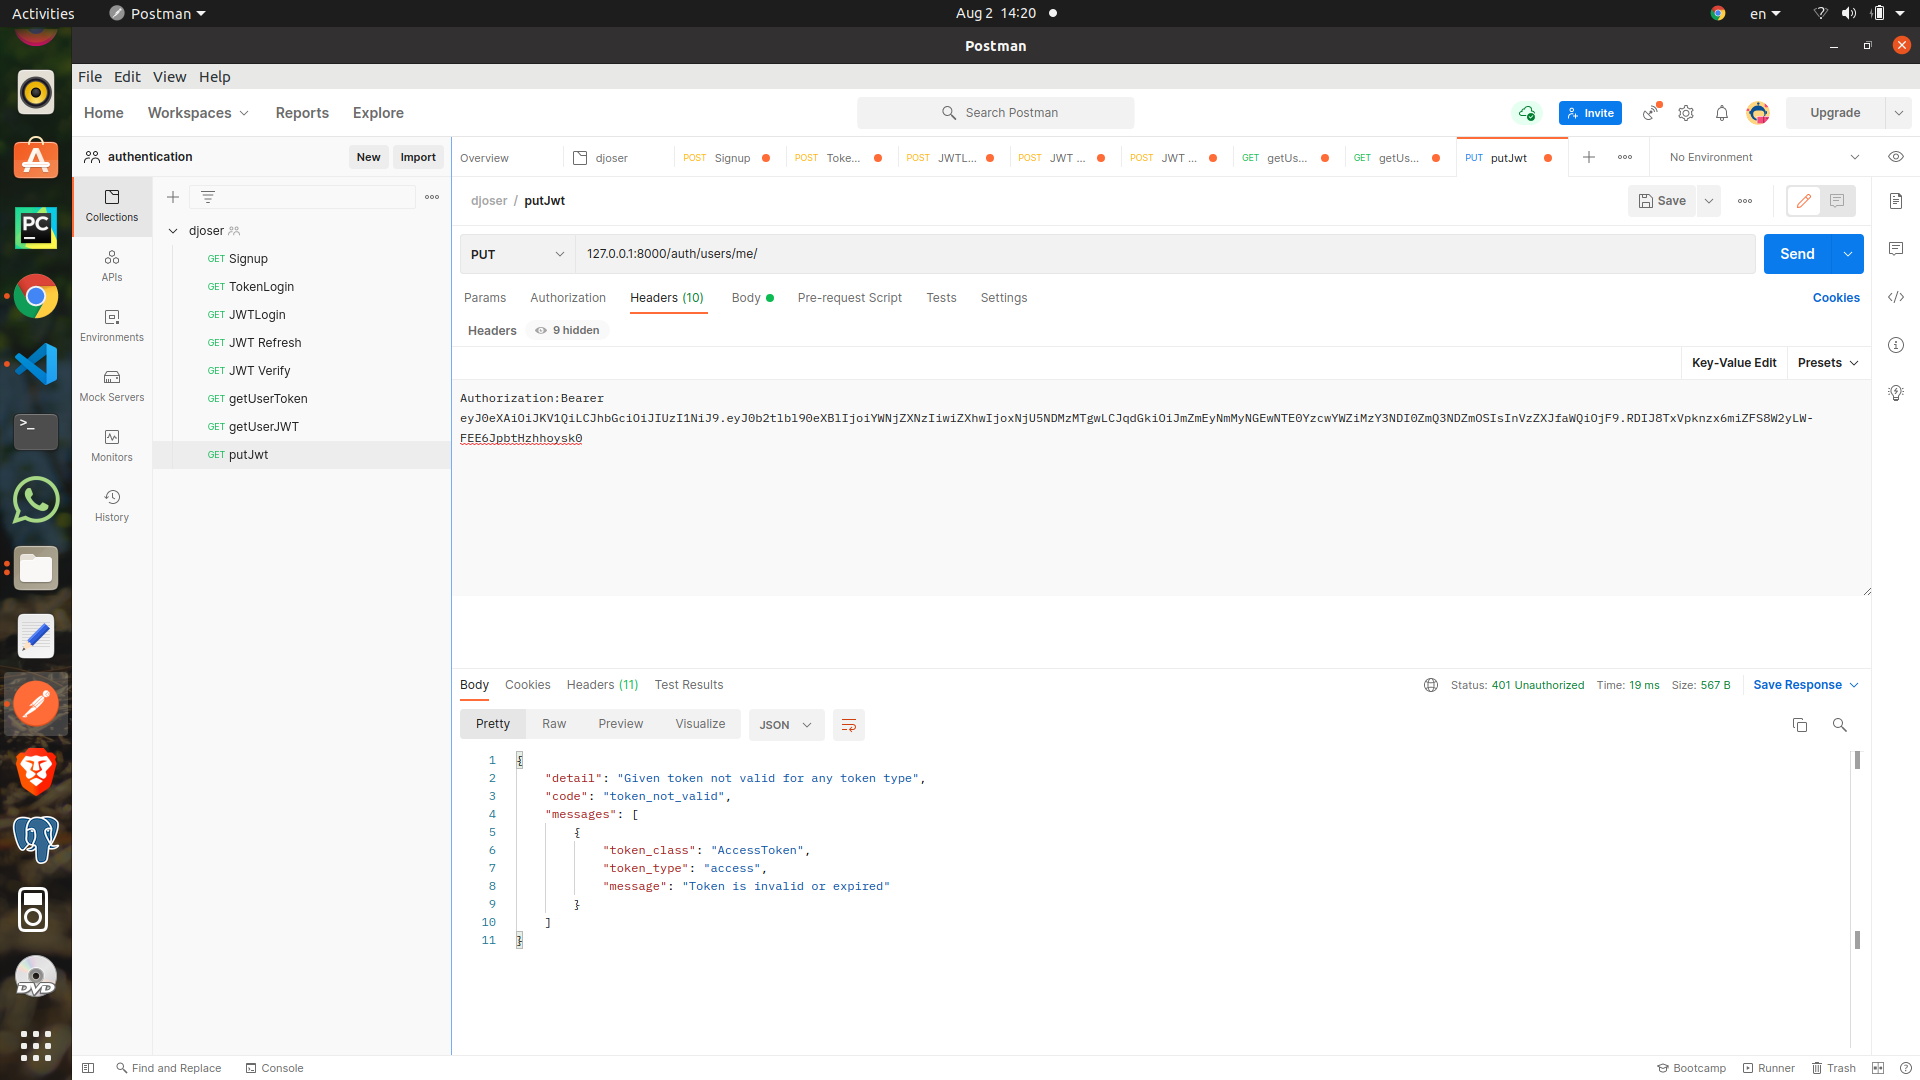 Activities
Postman
Aug 2 14:20
en
Postman
File Edit View Help
Home Workspaces Reports Explore
Search Postman
Invite
Upgrade
authentication
New
Import
Overview
djoser
POST Signup
POST Toke...
POST JWTL...
POST JWT ...
POST JWT ...
GET getUs...
GET getUs...
PUT putJwt
No Environment
Collections
APIs
Environments
Mock Servers
Monitors
History
djoser
GET Signup
GET TokenLogin
GET JWTLogin
GET JWT Refresh
GET JWT Verify
GET getUserToken
GET getUserJWT
GET putJwt
djoser / putJwt
Save
PUT
127.0.0.1:8000/auth/users/me/
Send
Params Authorization Headers (10) Body Pre-request Script Tests Settings
Cookies
Headers 9 hidden
Key-Value Edit
Presets
Authorization:Bearer
eyJ0eXAiOiJKV1QiLCJhbGciOiJIUzI1NiJ9.eyJ0b2tlbl90eXBlIjoiYWNjZXNzIiwiZXhwIjoxNjU5NDMzMTgwLCJqdGkiOiJmZmEyNmMyNGEwNTE0YzcwYWZiMzY3NDI0ZmQ3NDZmOSIsInVzZXJfaWQiOjF9.RDIJ8TxVpknzx6miZFS8W2yLW-
FEE6JpbtHzhhoysk0
Body Cookies Headers (11) Test Results
Status: 401 Unauthorized Time: 19 ms Size: 567 B
Save Response
Pretty Raw Preview Visualize
JSON
1 {
2 "detail": "Given token not valid for any token type",
3 "code": "token_not_valid",
4 "messages": [
5 {
6 "token_class": "AccessToken",
7 "token_type": "access",
8 "message": "Token is invalid or expired"
9 }
10 ]
11 }
PC
>_
DVD
Find and Replace
Console
Bootcamp
Runner
Trash